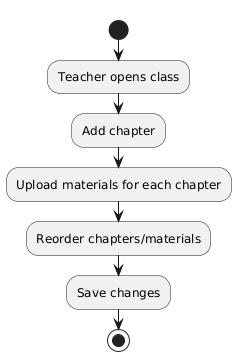 Teacher opens class
Add chapter
Upload materials for each chapter
Reorder chapters/materials
Save changes